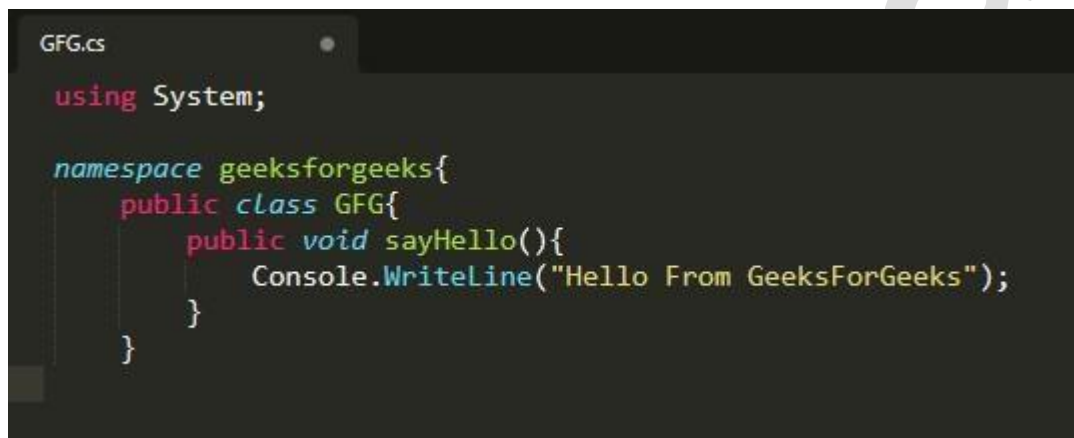 GFG.cs
using System;
namespace geeksforgeeks{
public class GFG{
public void sayHello(){
Console.WriteLine("Hello From GeeksForGeeks");
}
}